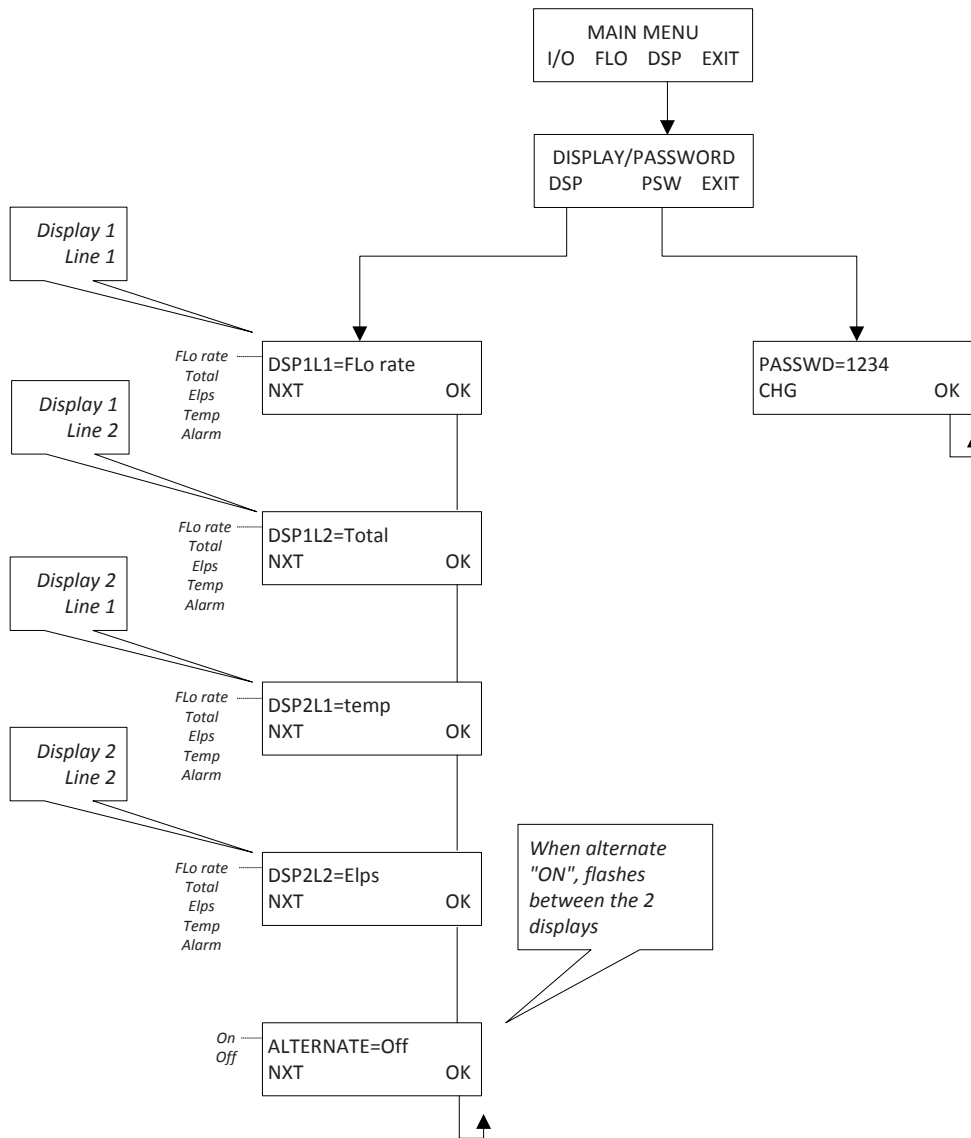 MAIN MENU
I/O FLO DSP EXIT
DISPLAY/PASSWORD
DSP PSW EXIT
Display 1
Line 1
FLo rate
Total
Elps
Temp
Alarm
DSP1L1=FLo rate
NXT OK
PASSWD=1234
CHG OK
Display 1
Line 2
FLo rate
Total
Elps
Temp
Alarm
DSP1L2=Total
NXT OK
Display 2
Line 1
FLo rate
Total
Elps
Temp
Alarm
DSP2L1=temp
NXT OK
Display 2
Line 2
FLo rate
Total
Elps
Temp
Alarm
DSP2L2=Elps
NXT OK
When alternate
"ON", flashes
between the 2
displays
On
Off
ALTERNATE=Off
NXT OK